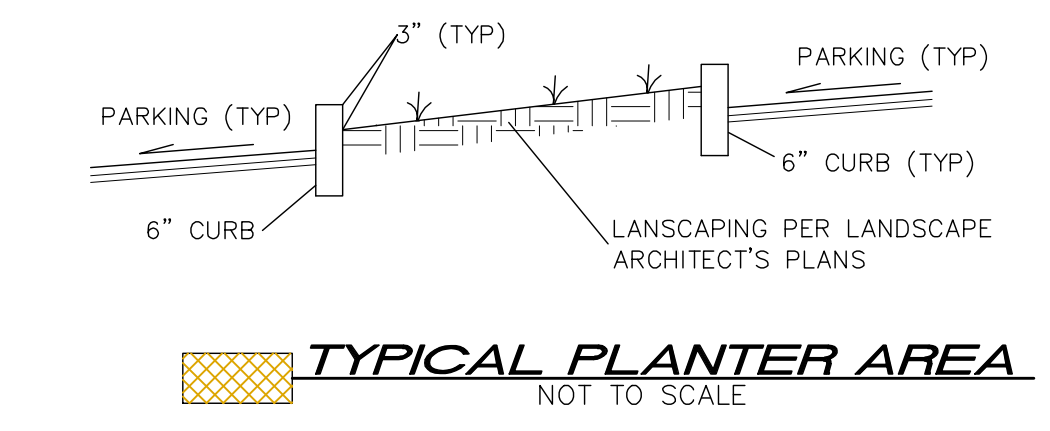 3” (TYP)
PARKING (TYP)
PARKING (TYP)
6” CURB (TYP)
6” CURB
LANSCAPING PER LANDSCAPE
ARCHITECT'S PLANS
TYPICAL PLANTER AREA
NOT TO SCALE